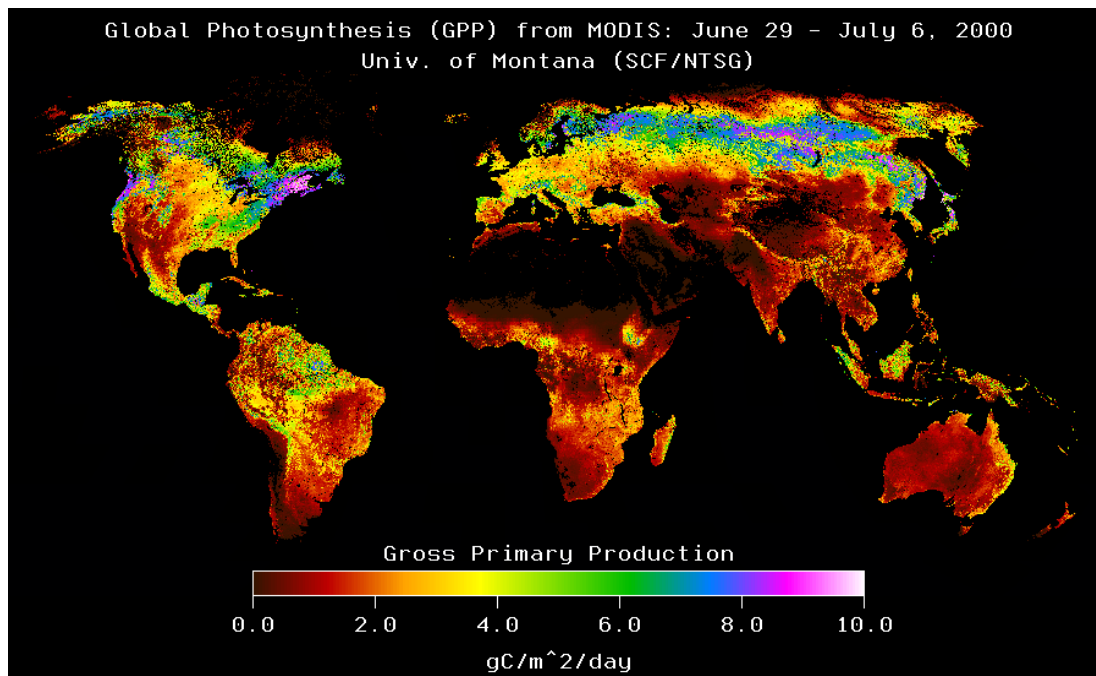 Global Photosynthesis (GPP) from MODIS: June 29 - July 6, 2000
Univ. of Montana (SCF/NTSG)
Gross Primary Production
0.0 2.0 4.0 6.0 8.0 10.0
gC/m^2/day